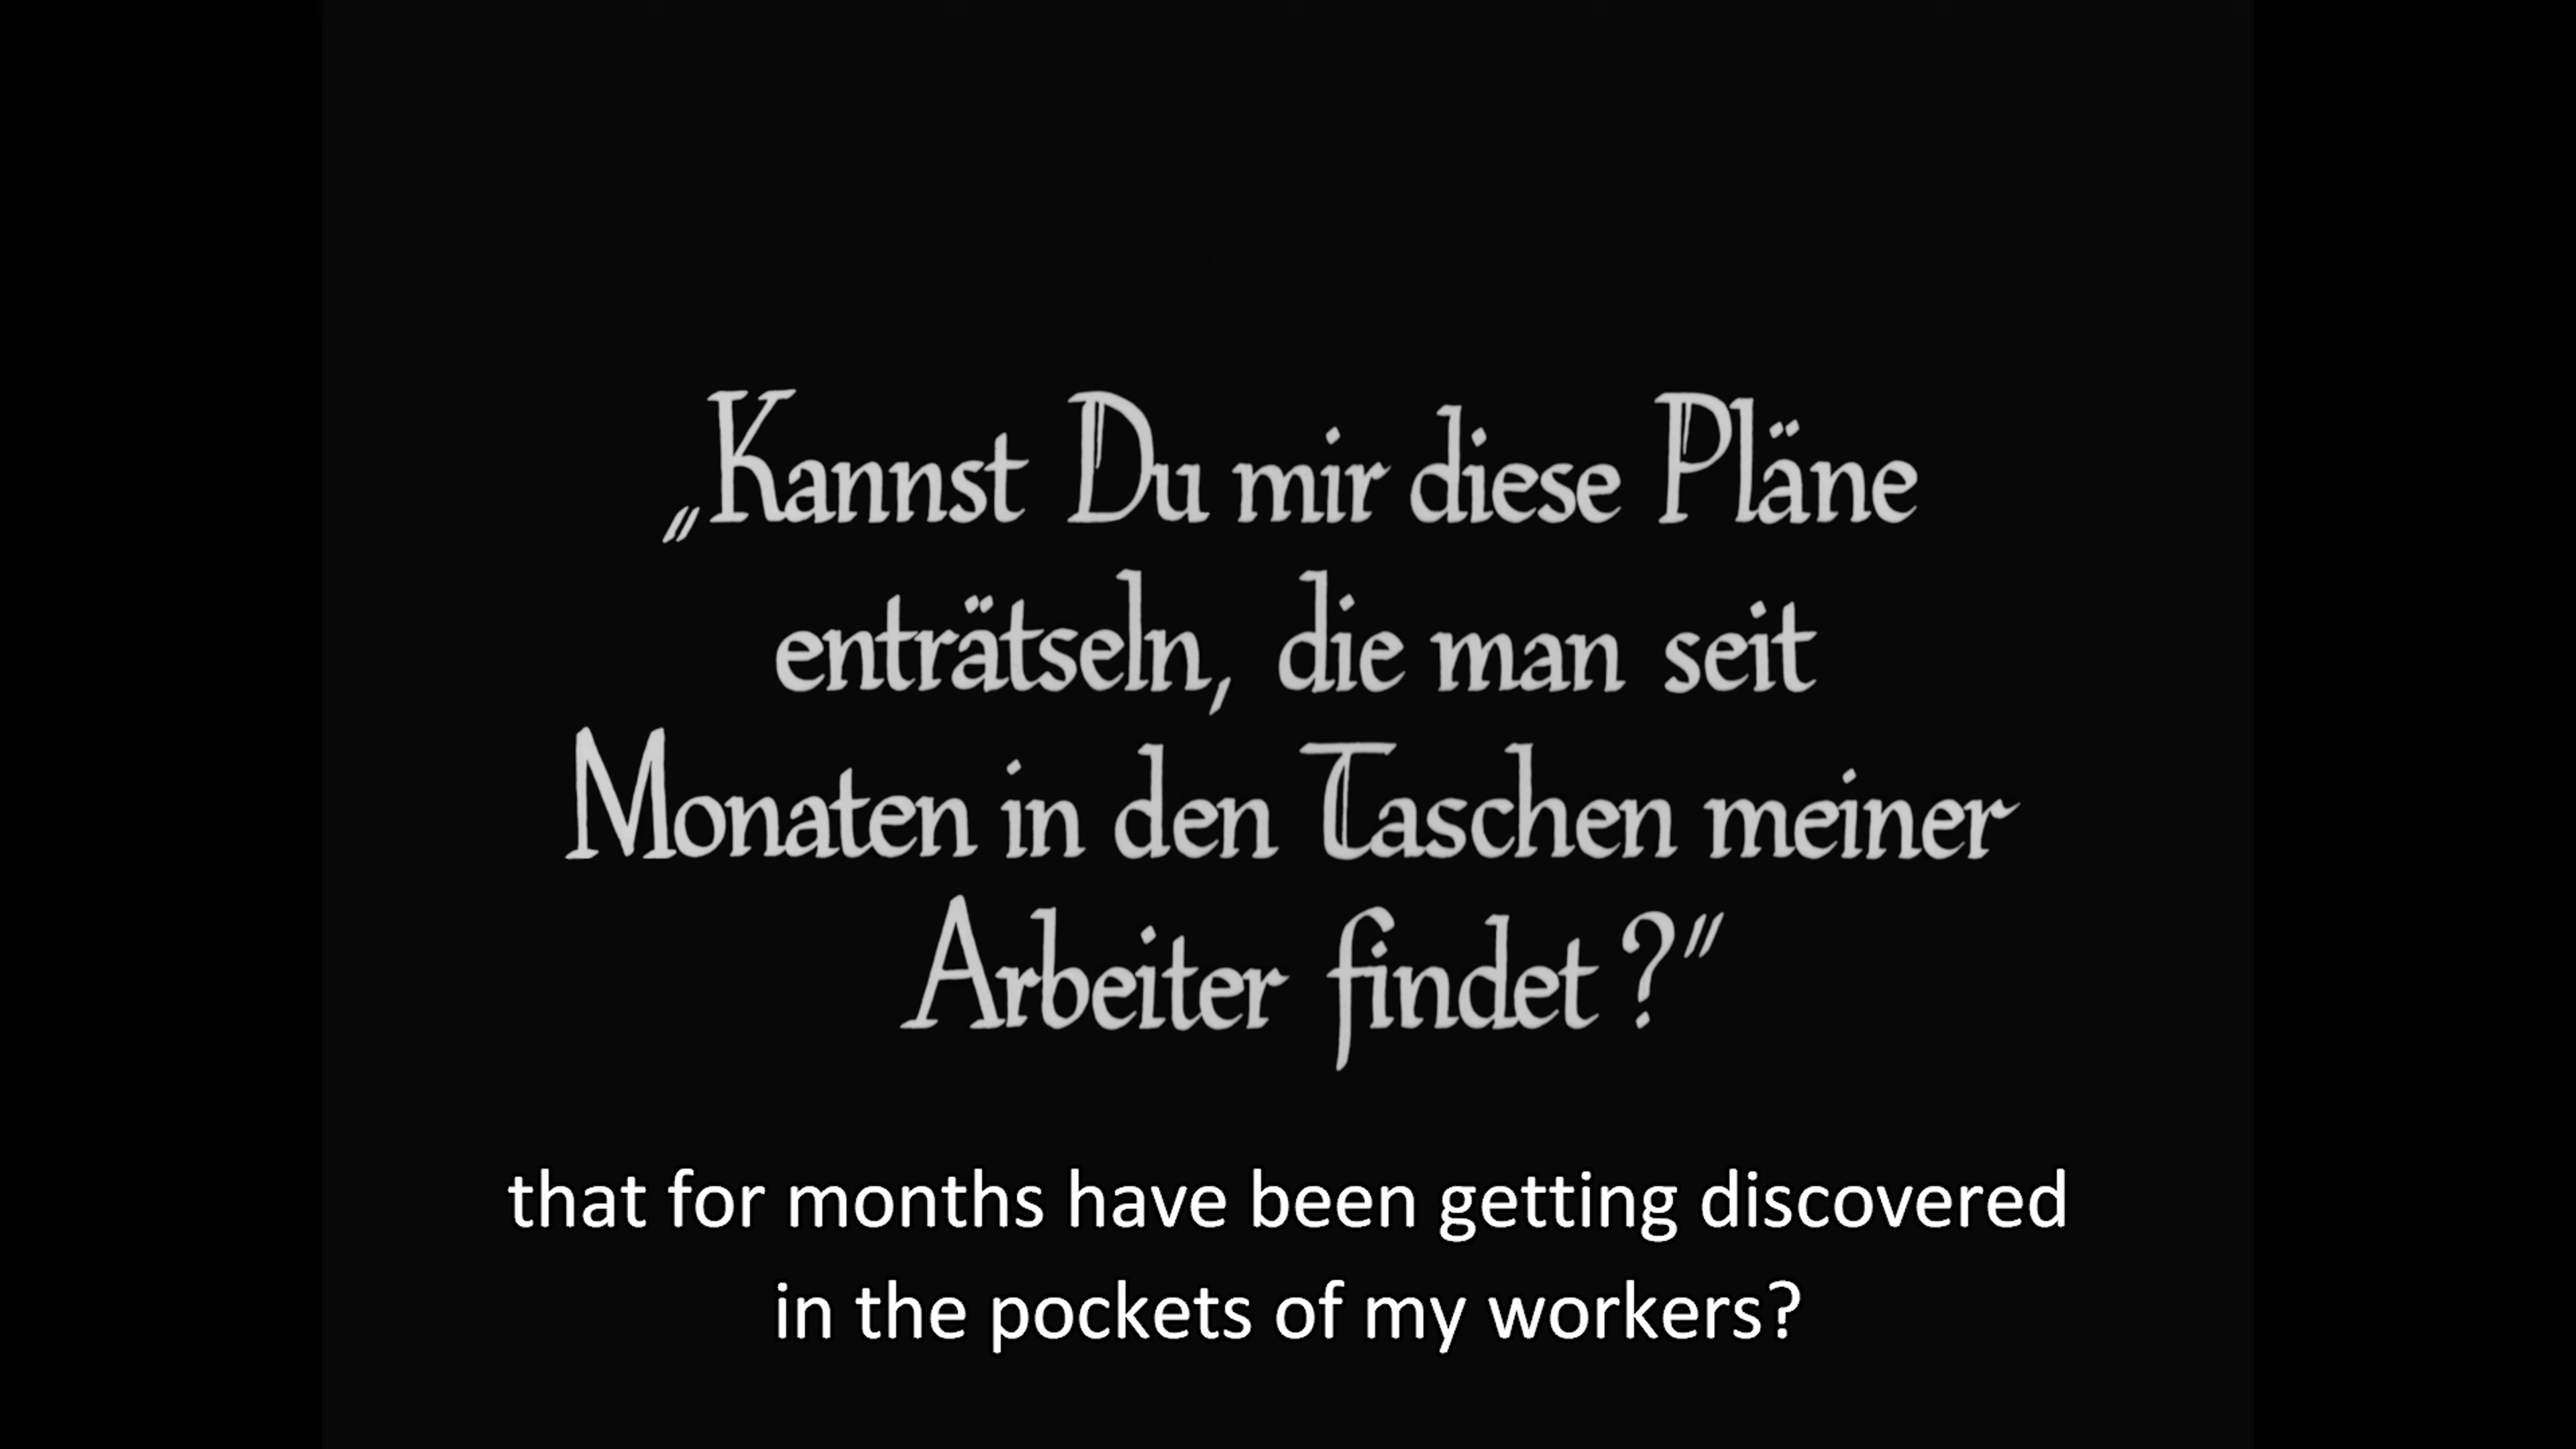 „Kannst Du mir diese Pläne
enträtseln, die man seit
Monaten in den Taschen meiner
Arbeiter findet?"
that for months have been getting discovered
in the pockets of my workers?